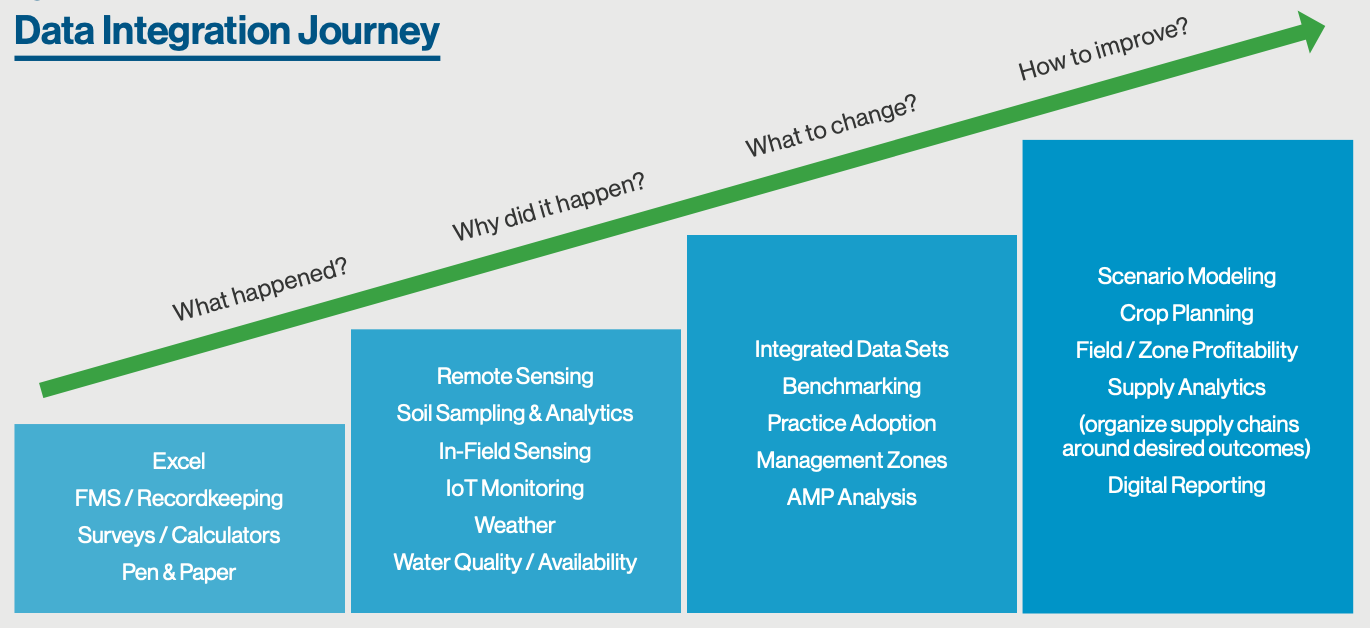 Data Integration Journey
What happened?
Why did it happen?
What to change?
How to improve?
Excel
FMS / Recordkeeping
Surveys / Calculators
Pen & Paper
Remote Sensing
Soil Sampling & Analytics
In-Field Sensing
IoT Monitoring
Weather
Water Quality / Availability
Integrated Data Sets
Benchmarking
Practice Adoption
Management Zones
AMP Analysis
Scenario Modeling
Crop Planning
Field / Zone Profitability
Supply Analytics
(organize supply chains
around desired outcomes)
Digital Reporting